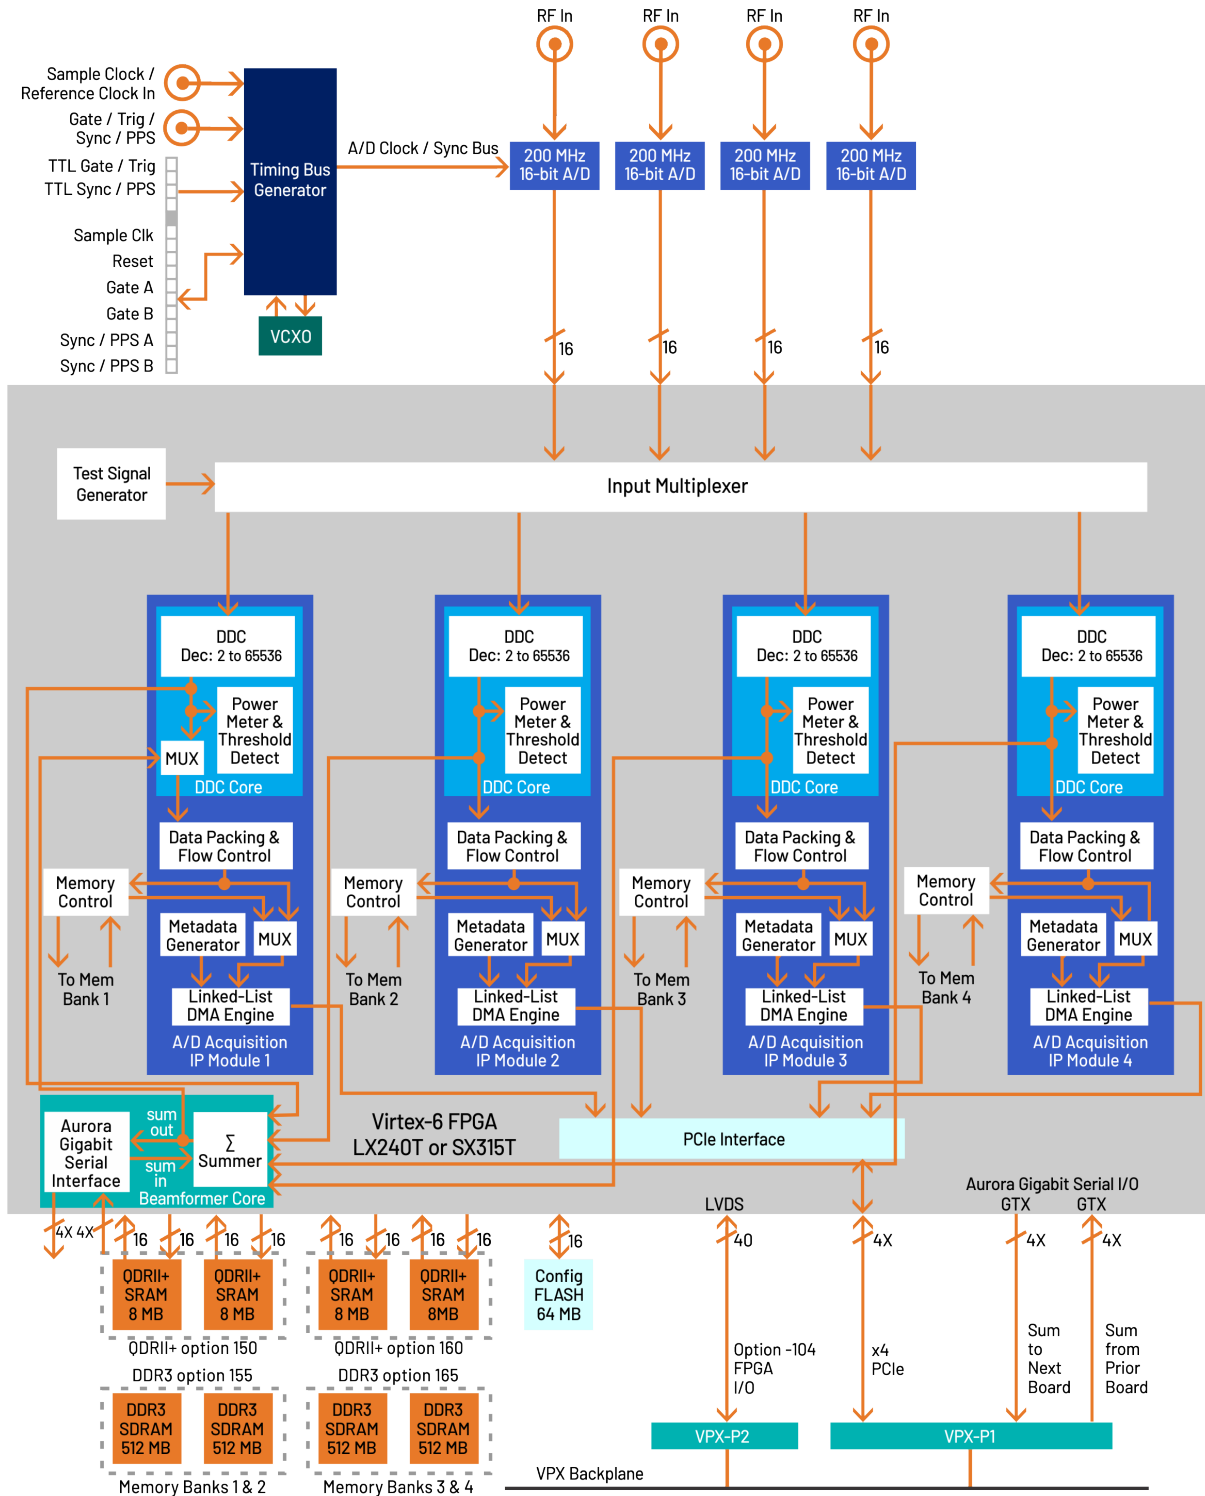 RF In
RF In
RF In
RF In
Sample Clock /
Reference Clock In
Gate / Trig /
Sync / PPS
TTL Gate / Trig
TTL Sync / PPS
Sample Clk
Reset
Gate A
Gate B
Sync / PPS A
Sync / PPS B
Timing Bus
Generator
VCXO
A/D Clock / Sync Bus
200 MHz
16-bit A/D
200 MHz
16-bit A/D
200 MHz
16-bit A/D
200 MHz
16-bit A/D
16
16
16
16
Test Signal
Generator
Input Multiplexer
DDC
Dec: 2 to 65536
Power
Meter &
Threshold
Detect
MUX
DDC Core
Data Packing &
Flow Control
Memory
Control
Metadata
Generator
MUX
To Mem
Bank 1
Linked-List
DMA Engine
A/D Acquisition
IP Module 1
DDC
Dec: 2 to 65536
Power
Meter &
Threshold
Detect
DDC Core
Data Packing &
Flow Control
Memory
Control
Metadata
Generator
MUX
To Mem
Bank 2
Linked-List
DMA Engine
A/D Acquisition
IP Module 2
DDC
Dec: 2 to 65536
Power
Meter &
Threshold
Detect
DDC Core
Data Packing &
Flow Control
Memory
Control
Metadata
Generator
MUX
To Mem
Bank 3
Linked-List
DMA Engine
A/D Acquisition
IP Module 3
DDC
Dec: 2 to 65536
Power
Meter &
Threshold
Detect
DDC Core
Data Packing &
Flow Control
Memory
Control
Metadata
Generator
MUX
To Mem
Bank 4
Linked-List
DMA Engine
A/D Acquisition
IP Module 4
Aurora
Gigabit
Serial
Interface
sum
out
sum
in
∑
Summer
Beamformer Core
Virtex-6 FPGA
LX240T or SX315T
PCIe Interface
LVDS
Aurora Gigabit Serial I/O
GTX
GTX
4X
4X
16
16
16
16
16
16
16
16
16
40
4X
4X
4X
QDRII+
SRAM
8 MB
QDRII+
SRAM
8 MB
QDRII+
SRAM
8 MB
QDRII+
SRAM
8MB
Config
FLASH
64 MB
QDRII+ option 150
QDRII+ option 160
DDR3 option 155
DDR3 option 165
DDR3
SDRAM
512 MB
DDR3
SDRAM
512 MB
DDR3
SDRAM
512 MB
DDR3
SDRAM
512 MB
Memory Banks 1 & 2
Memory Banks 3 & 4
Option -104
FPGA
I/O
x4
PCIe
Sum
to
Next
Board
Sum
from
Prior
Board
VPX-P2
VPX-P1
VPX Backplane